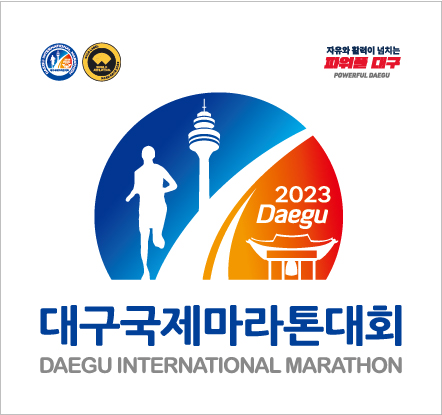 자유와 활력이 넘치는
파워풀 대구
POWERFUL DAEGU
2023
Daegu
대구국제마라톤대회
DAEGU INTERNATIONAL MARATHON